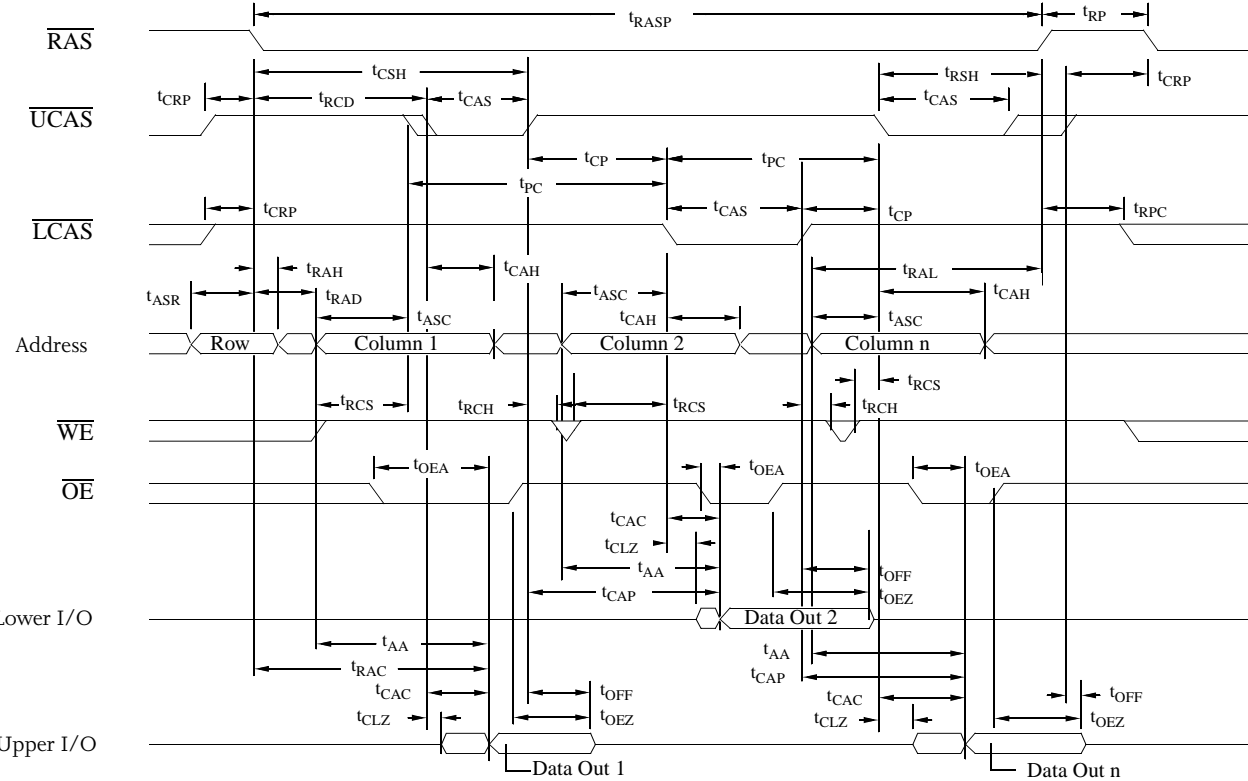 tRASP tRP
RAS
tCSH tRSH tCRP
tCRP tRCD tCAS tCAS
UCAS
tCP tPC
tPC
tCRP tCAS tCP tRPC
LCAS
tRAH tCAH tRAL
tASR tRAD tASC tCAH
tASC tCAH tASC
Address Row Column 1 Column 2 Column n
tRCS
tRCS tRCH tRCS tRCH
WE
tOEA tOEA tOEA
OE
tCAC
tCLZ
tAA tOFF
tCAP tOEZ
Lower I/O Data Out 2
tAA tAA
tRAC tCAP
tCAC tOFF tCAC tOFF
tCLZ tOEZ tCLZ tOEZ
Upper I/O
Data Out 1 Data Out n